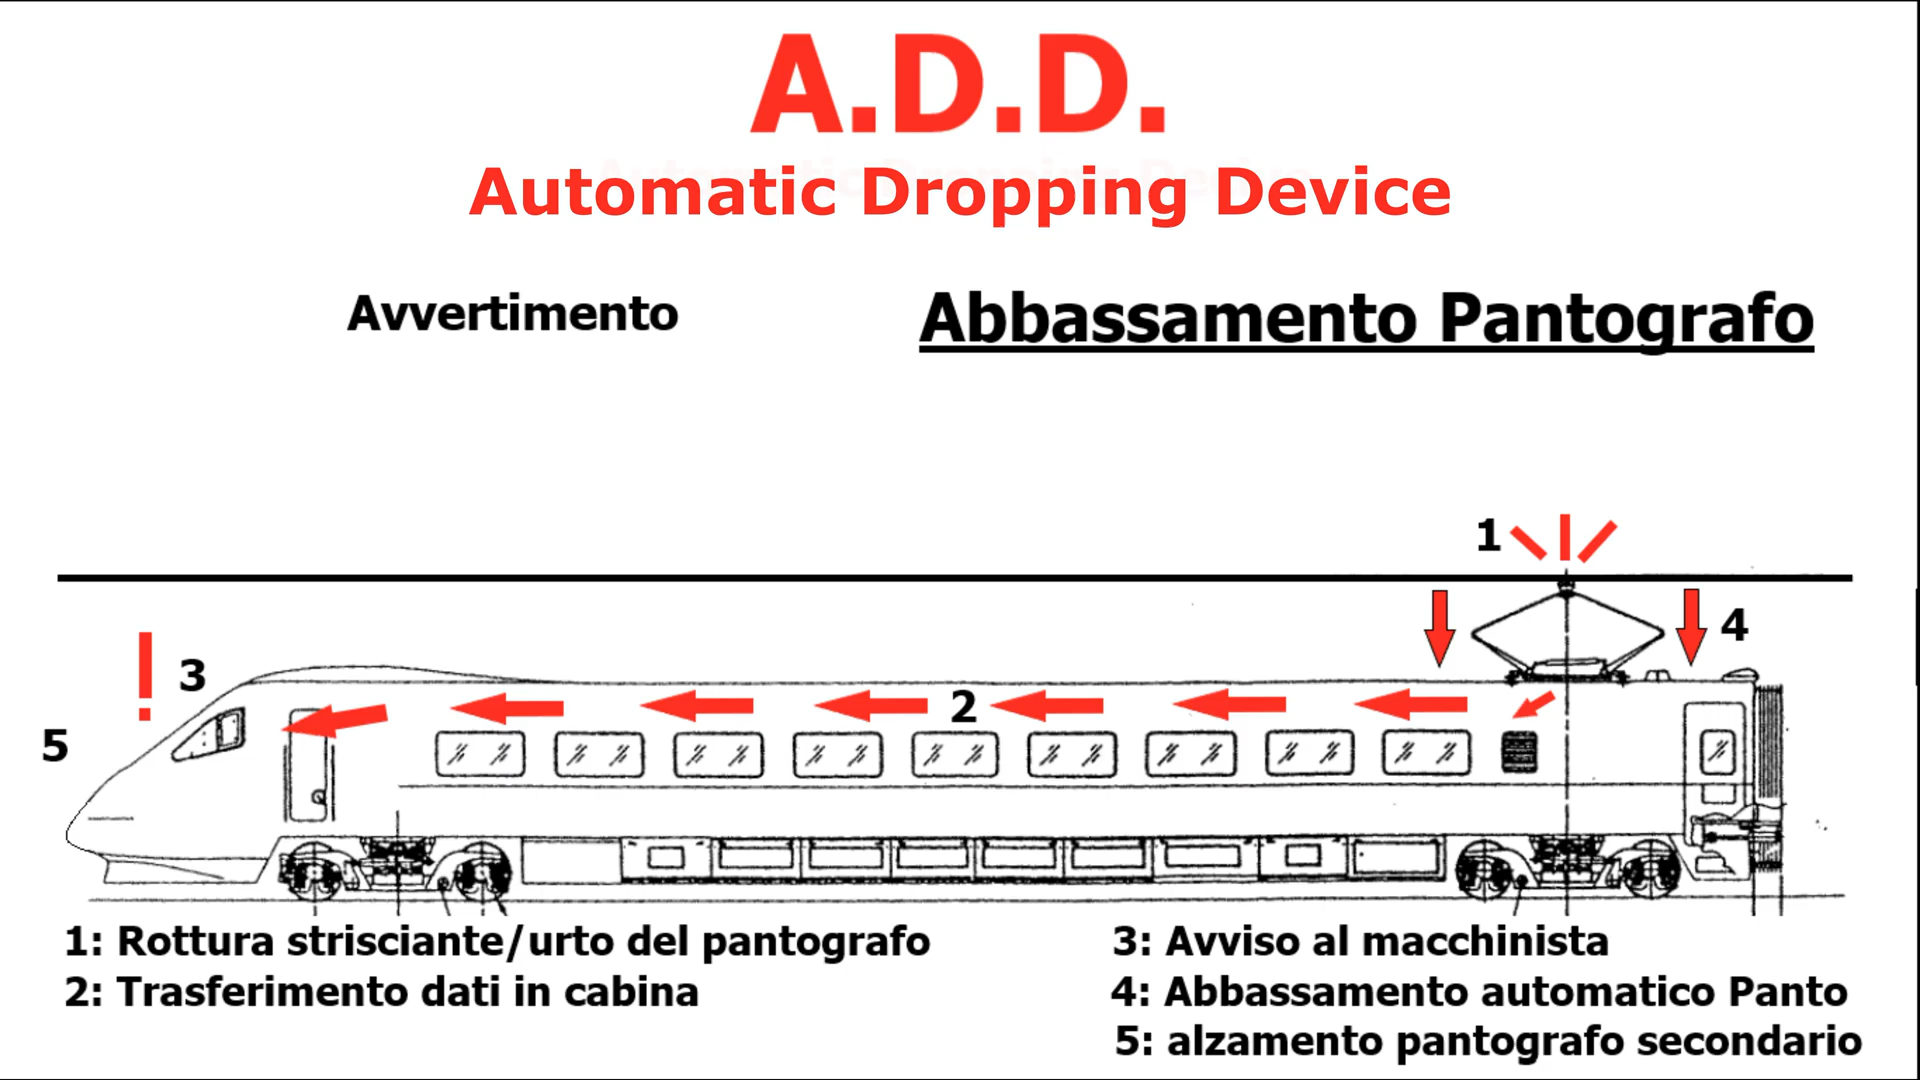 A.D.D.
Automatic Dropping Device
Avvertimento
Abbassamento Pantografo
1
4
3
2
5
1: Rottura strisciante/urto del pantografo
2: Trasferimento dati in cabina
3: Avviso al macchinista
4: Abbassamento automatico Panto
5: alzamento pantografo secondario